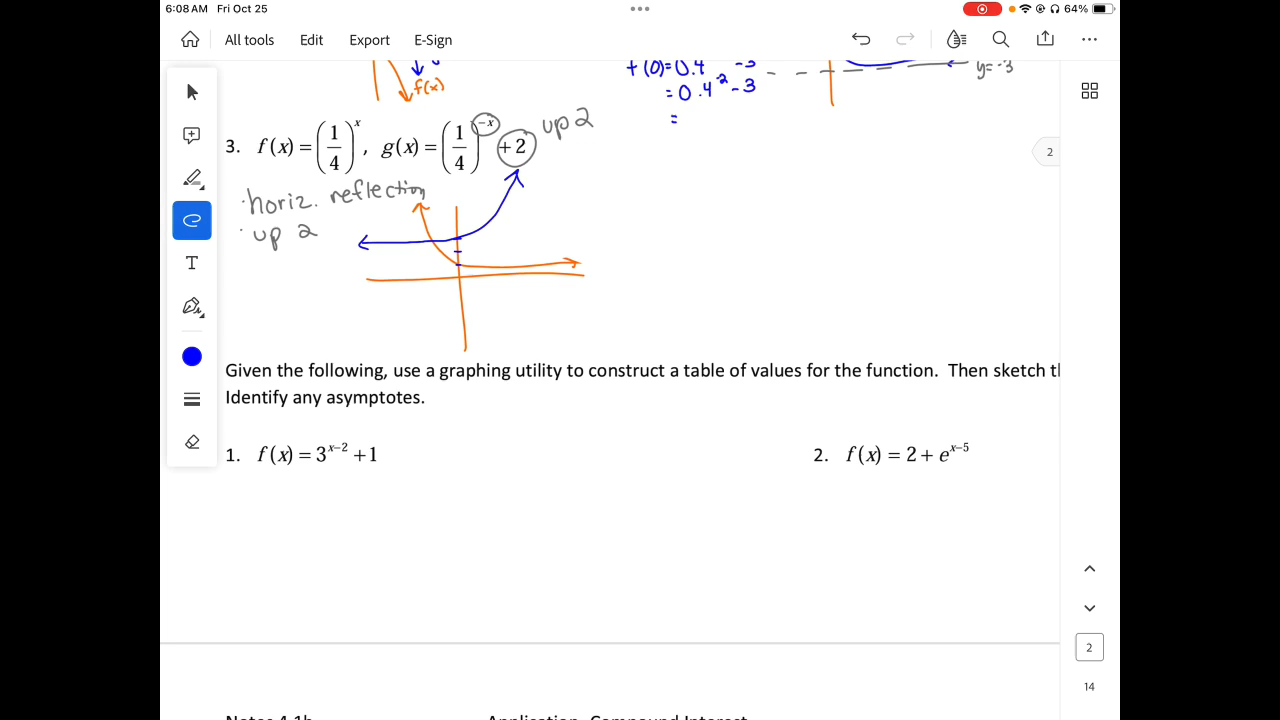 6:08 AM Fri Oct 25
64%
All tools Edit Export E-Sign
f(x)
f(0)=0.4 -3
y=-3
= 0.4^-2 - 3
=
3. f(x) = (1/4)^x, g(x) = (1/4)^-x + 2 up 2
· horiz. reflection
· up 2
2
Given the following, use a graphing utility to construct a table of values for the function. Then sketch t
Identify any asymptotes.
1. f(x) = 3^x-2 + 1
2. f(x) = 2 + e^x-5
2
14
Notes 4.1b Application- Compound Interest